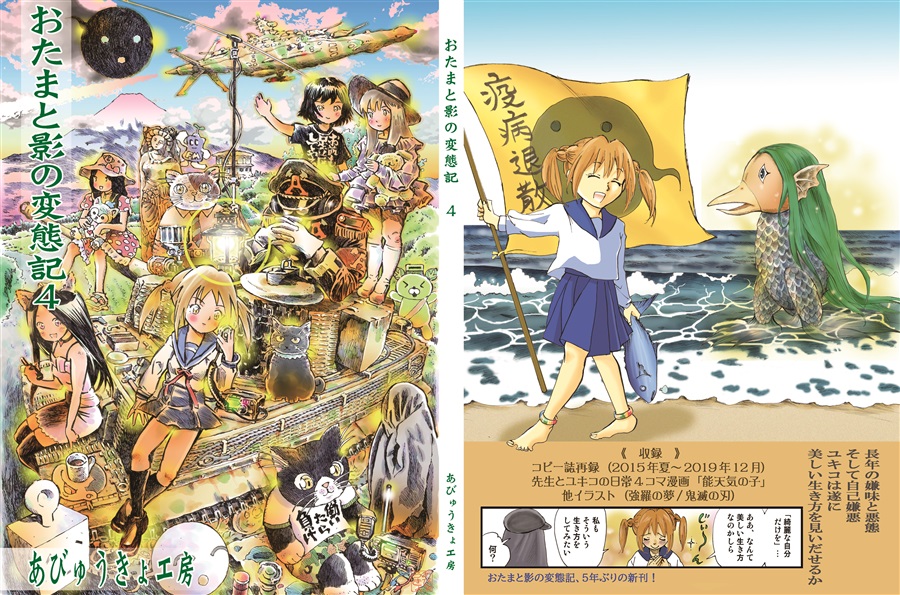 おたまと影の変態記4
働いたら
負け
あびゅうきょ工房
おたまと影の変態記 4
あびゅうきょ工房
疫病退散
《 収録 》
コピー誌再録 (2015年夏~2019年12月)
先生とユキコの日常4コマ漫画「能天気の子」
他イラスト (強羅の夢/鬼滅の刃)
長年の嫌味と悪態
そして自己嫌悪
ユキコは遂に
美しい生き方を見いだせるか
「綺麗な自分
だけを」…
ああ、なんて
美しい生き方
なのかしら
じい〜ん
私も
そういう
生き方を
してみたい
何?
おたまと影の変態記、5年ぶりの新刊!